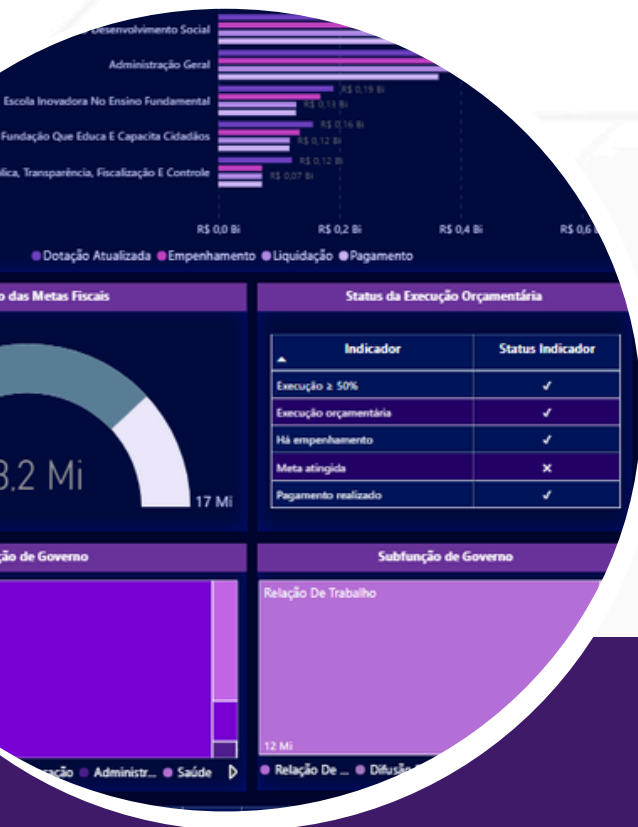 Desenvolvimento Social
Administração Geral
R$ 0,19 Bi
Escola Inovadora No Ensino Fundamental
R$ 0,13 Bi
R$ 0,16 Bi
Fundação Que Educa E Capacita Cidadãos
R$ 0,12 Bi
R$ 0,12 Bi
lica, Transparência, Fiscalização E Controle
R$ 0,07 Bi
R$ 0,0 Bi R$ 0,2 Bi R$ 0,4 Bi R$ 0,6
Dotação Atualizada Empenhamento Liquidação Pagamento
o das Metas Fiscais
3,2 Mi
17 Mi
Status da Execução Orçamentária
Indicador Status Indicador
Execução ≥ 50% ✓
Execução orçamentária ✓
Há empenhamento ✓
Meta atingida ✕
Pagamento realizado ✓
ção de Governo
cação Administr... Saúde
Subfunção de Governo
Relação De Trabalho
12 Mi
Relação De ... Difusão